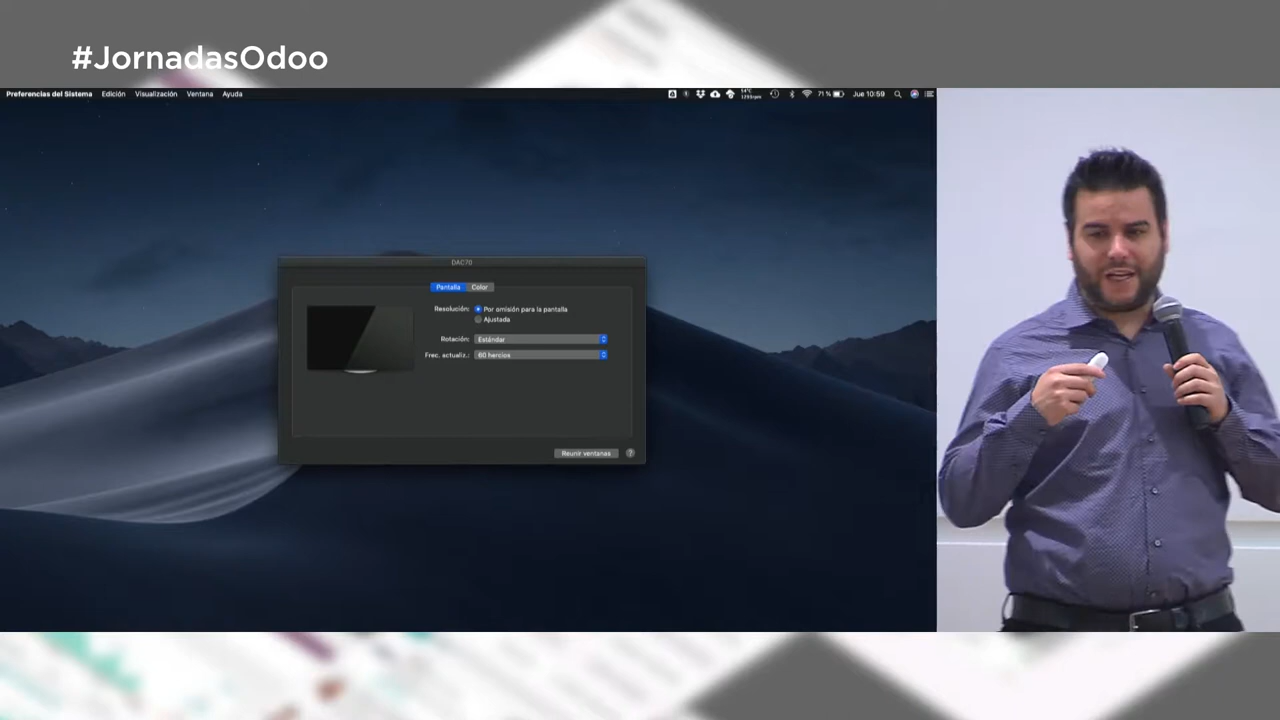 #JornadasOdoo
Preferencias del Sistema Edición Visualización Ventana Ayuda
71 % Jue 10:59
DAC70
Pantalla Color
Resolución: Por omisión para la pantalla
Ajustada
Rotación: Estándar
Frec. actualiz.: 60 hercios
Reunir ventanas ?